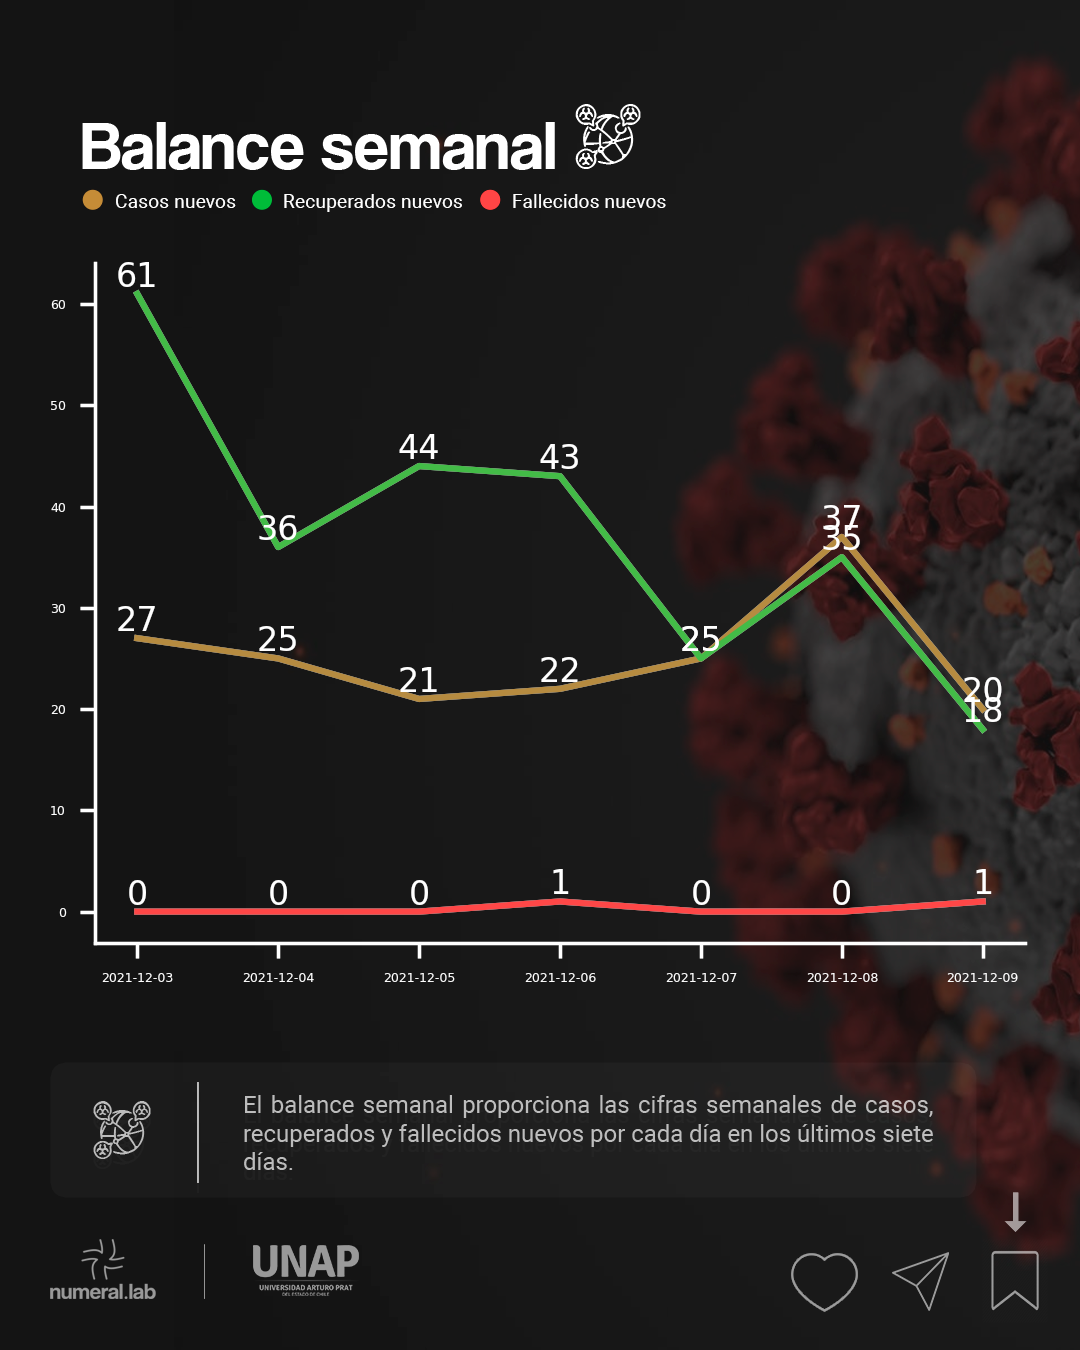 Balance semanal
Casos nuevos Recuperados nuevos Fallecidos nuevos
61
60
50
44
43
40
36
37
35
30
27
25
25
21
22
20
20
18
10
0
0
0
0
1
0
0
1
2021-12-03 2021-12-04 2021-12-05 2021-12-06 2021-12-07 2021-12-08 2021-12-09
El balance semanal proporciona las cifras semanales de casos,
recuperados y fallecidos nuevos por cada día en los últimos siete
días.
numeral.lab
UNAP
UNIVERSIDAD ARTURO PRAT
DEL ESTADO DE CHILE